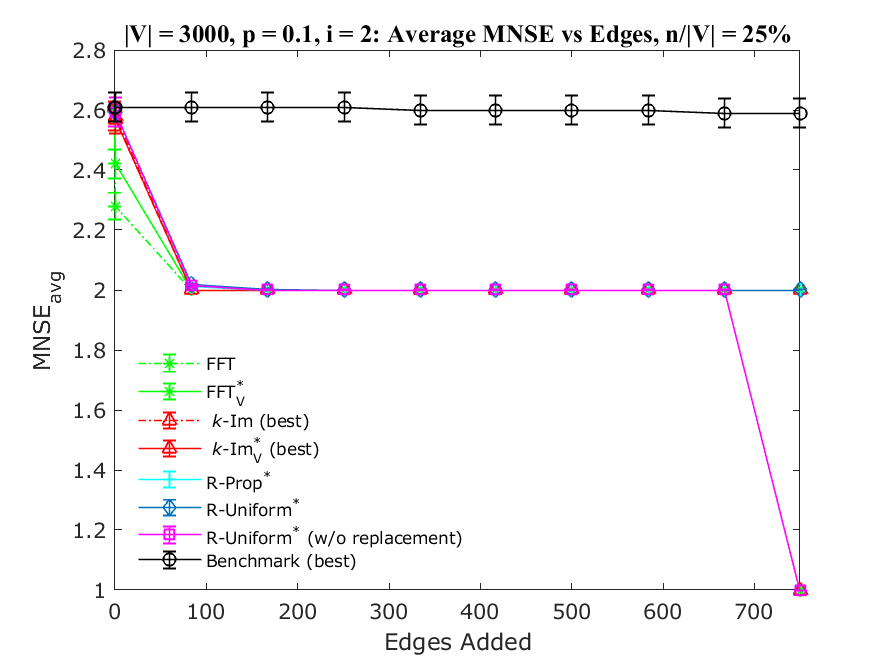 |V| = 3000, p = 0.1, i = 2: Average MNSE vs Edges, n/|V| = 25%
2.8
2.6
2.4
2.2
2
1.8
1.6
1.4
1.2
1
MNSE_avg
FFT
FFT*_V
k-Im (best)
k-Im*_V (best)
R-Prop*
R-Uniform*
R-Uniform* (w/o replacement)
Benchmark (best)
0 100 200 300 400 500 600 700
Edges Added